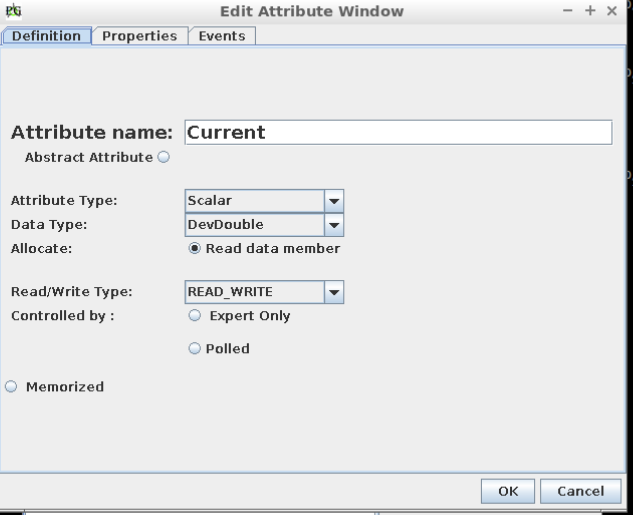 PG Edit Attribute Window
Definition Properties Events
Attribute name: Current
Abstract Attribute
Attribute Type: Scalar
Data Type: DevDouble
Allocate: Read data member
Read/Write Type: READ_WRITE
Controlled by : Expert Only
Polled
Memorized
OK Cancel